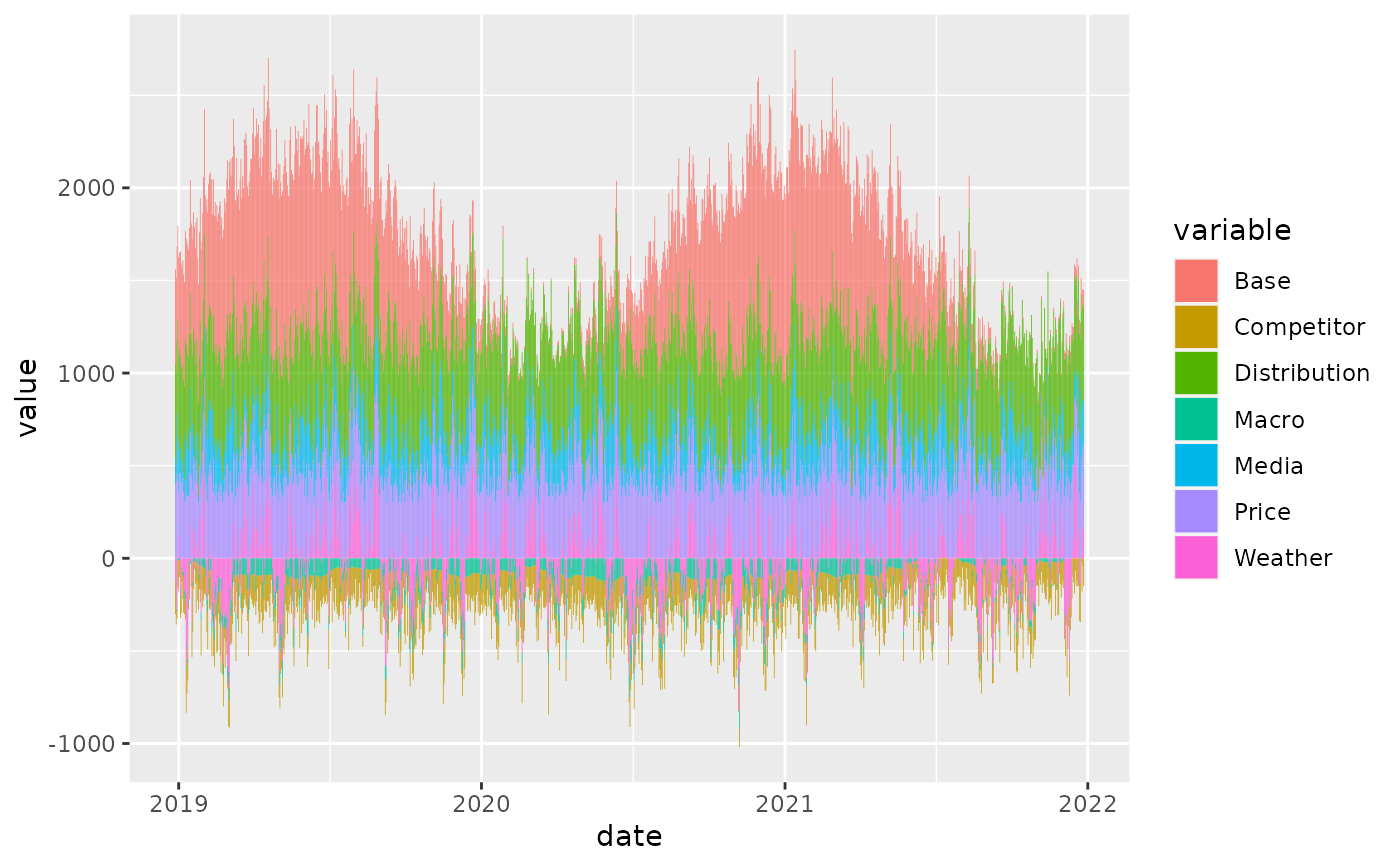 value
2000
1000
0
-1000
2019 2020 2021 2022
date
variable
Base
Competitor
Distribution
Macro
Media
Price
Weather